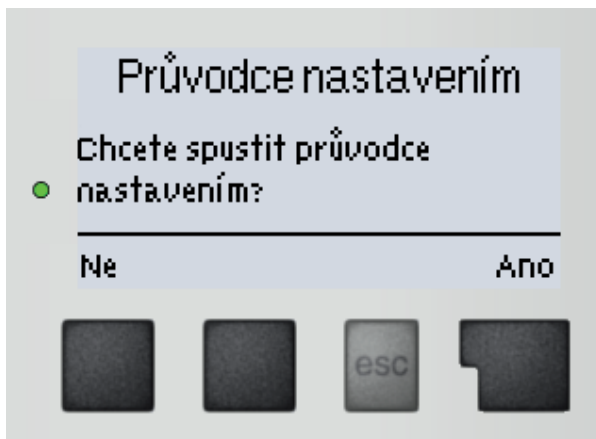 Průvodce nastavením
Chcete spustit průvodce
nastavením?
Ne Ano
esc